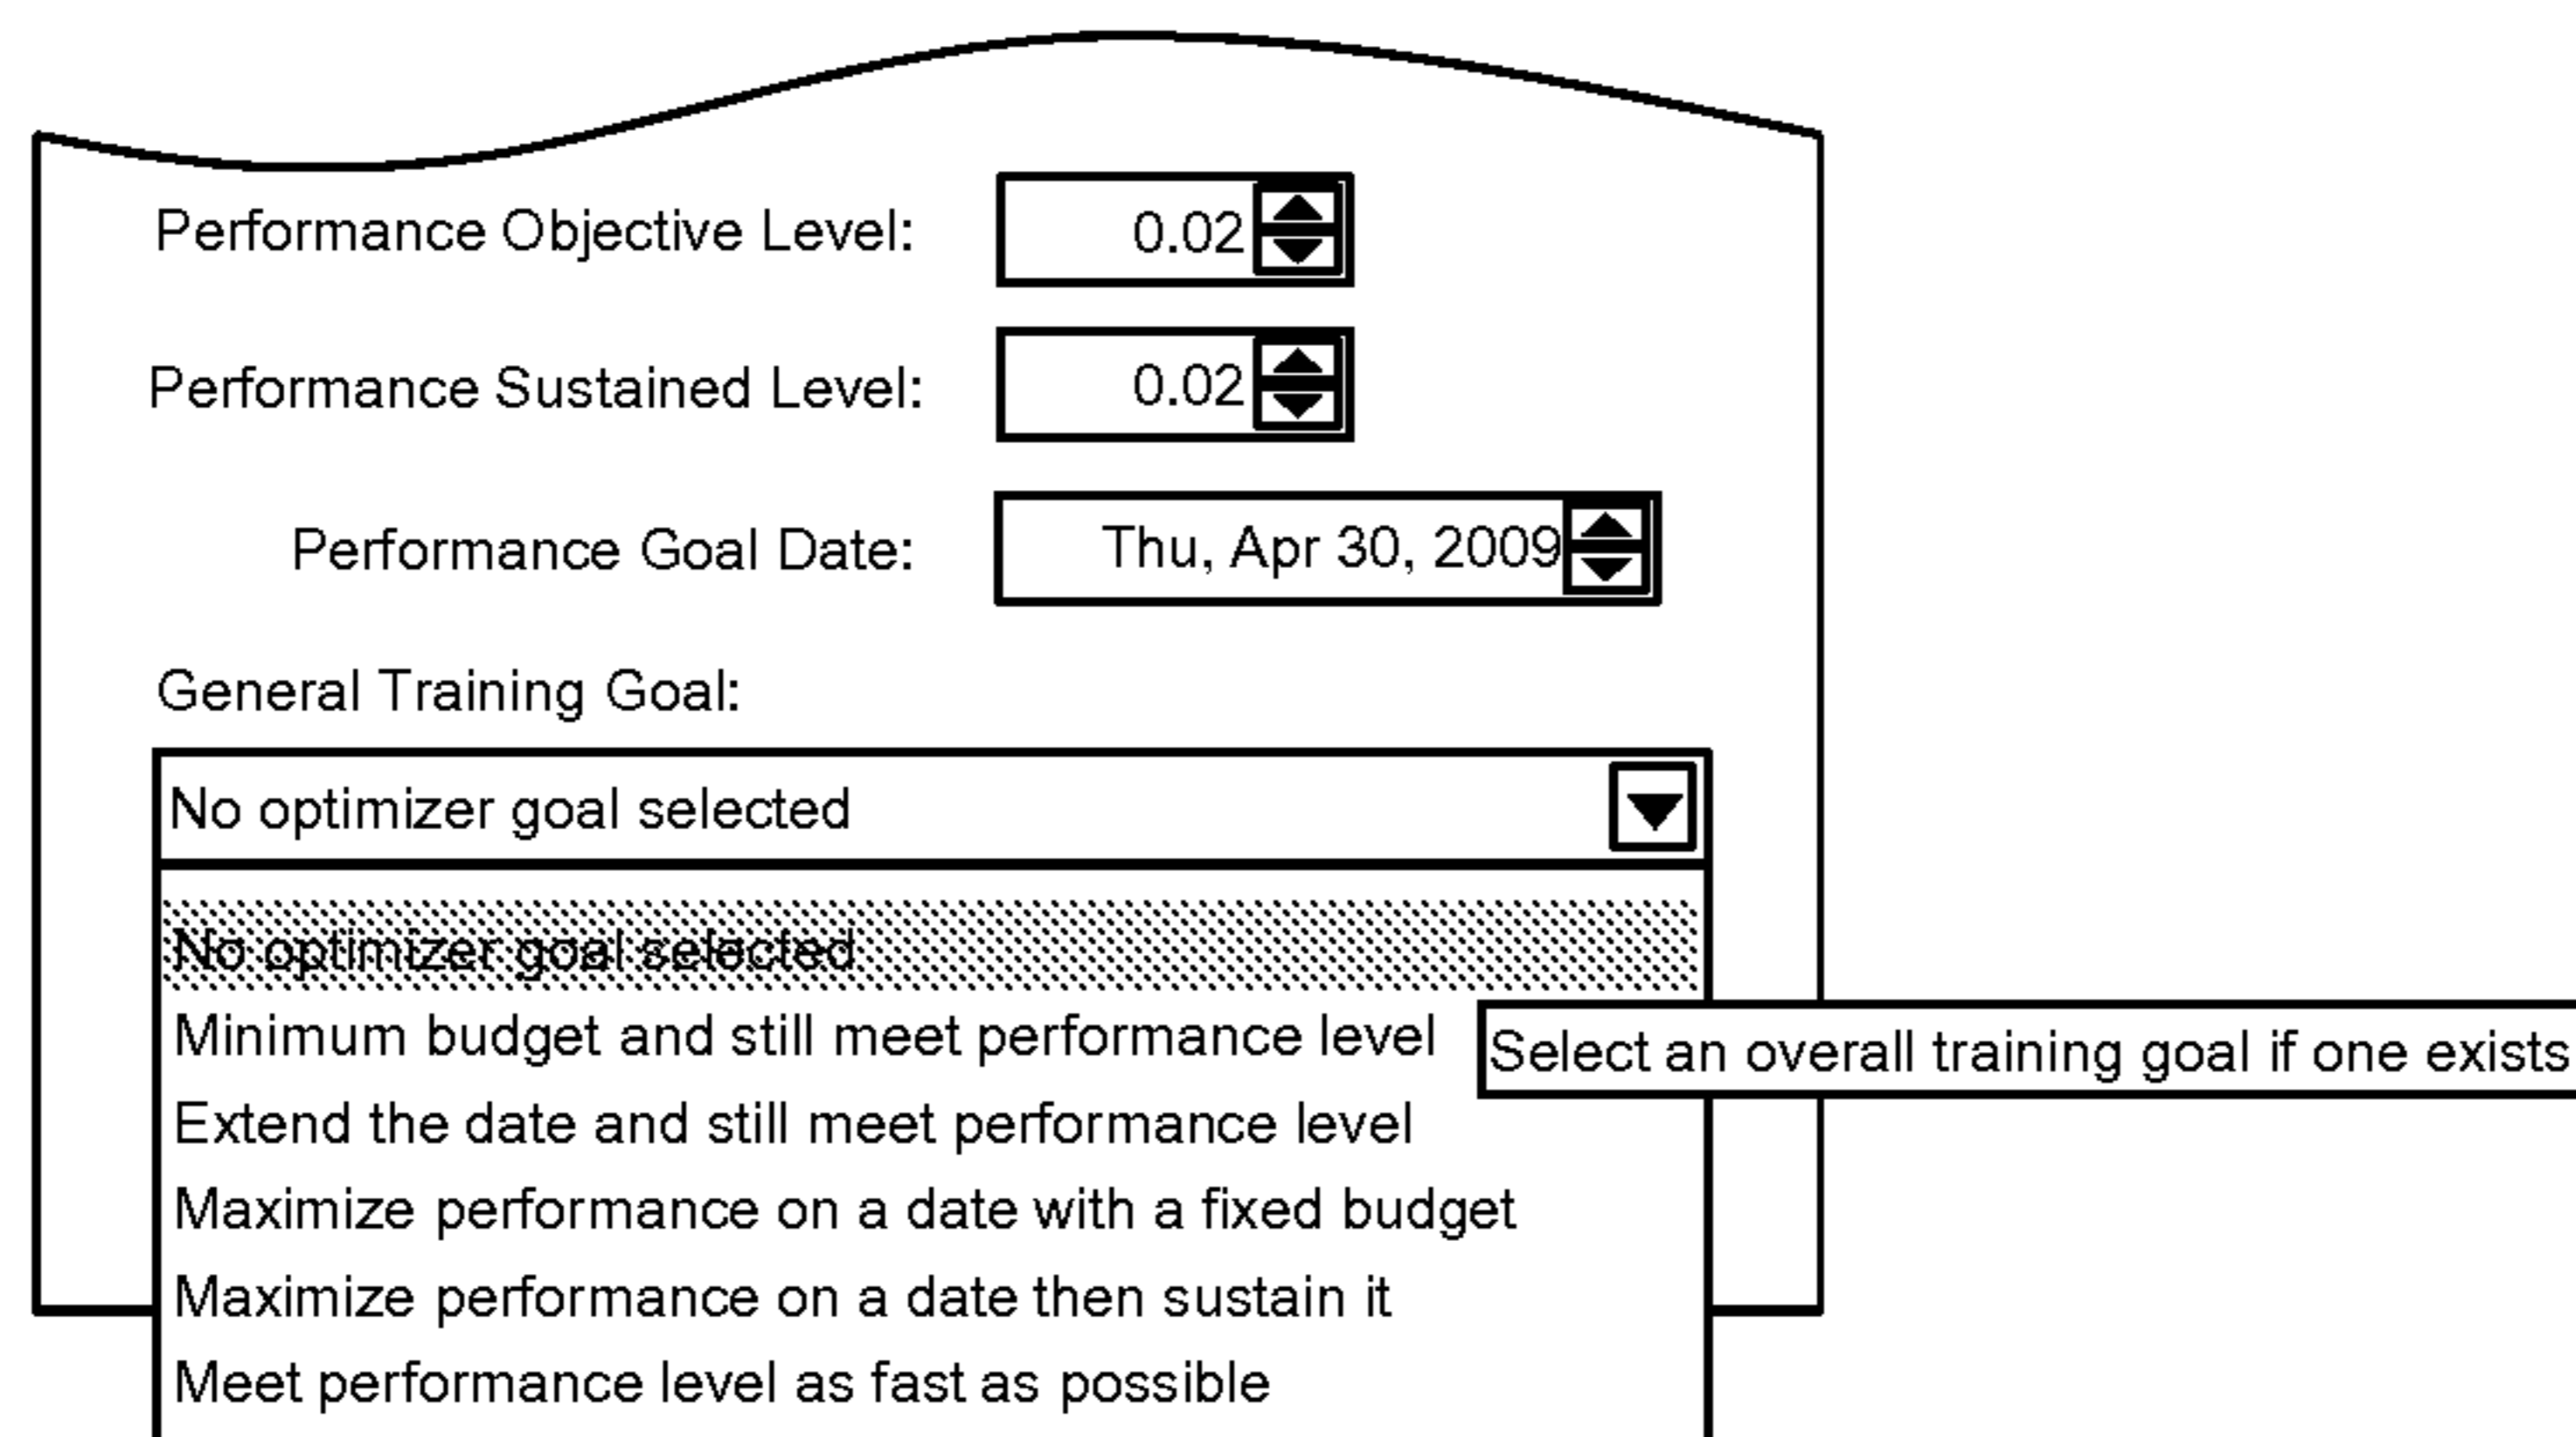 Performance Objective Level: 0.02
Performance Sustained Level: 0.02
Performance Goal Date: Thu, Apr 30, 2009
General Training Goal:
No optimizer goal selected
No optimizer goal selected
Minimum budget and still meet performance level
Select an overall training goal if one exists
Extend the date and still meet performance level
Maximize performance on a date with a fixed budget
Maximize performance on a date then sustain it
Meet performance level as fast as possible